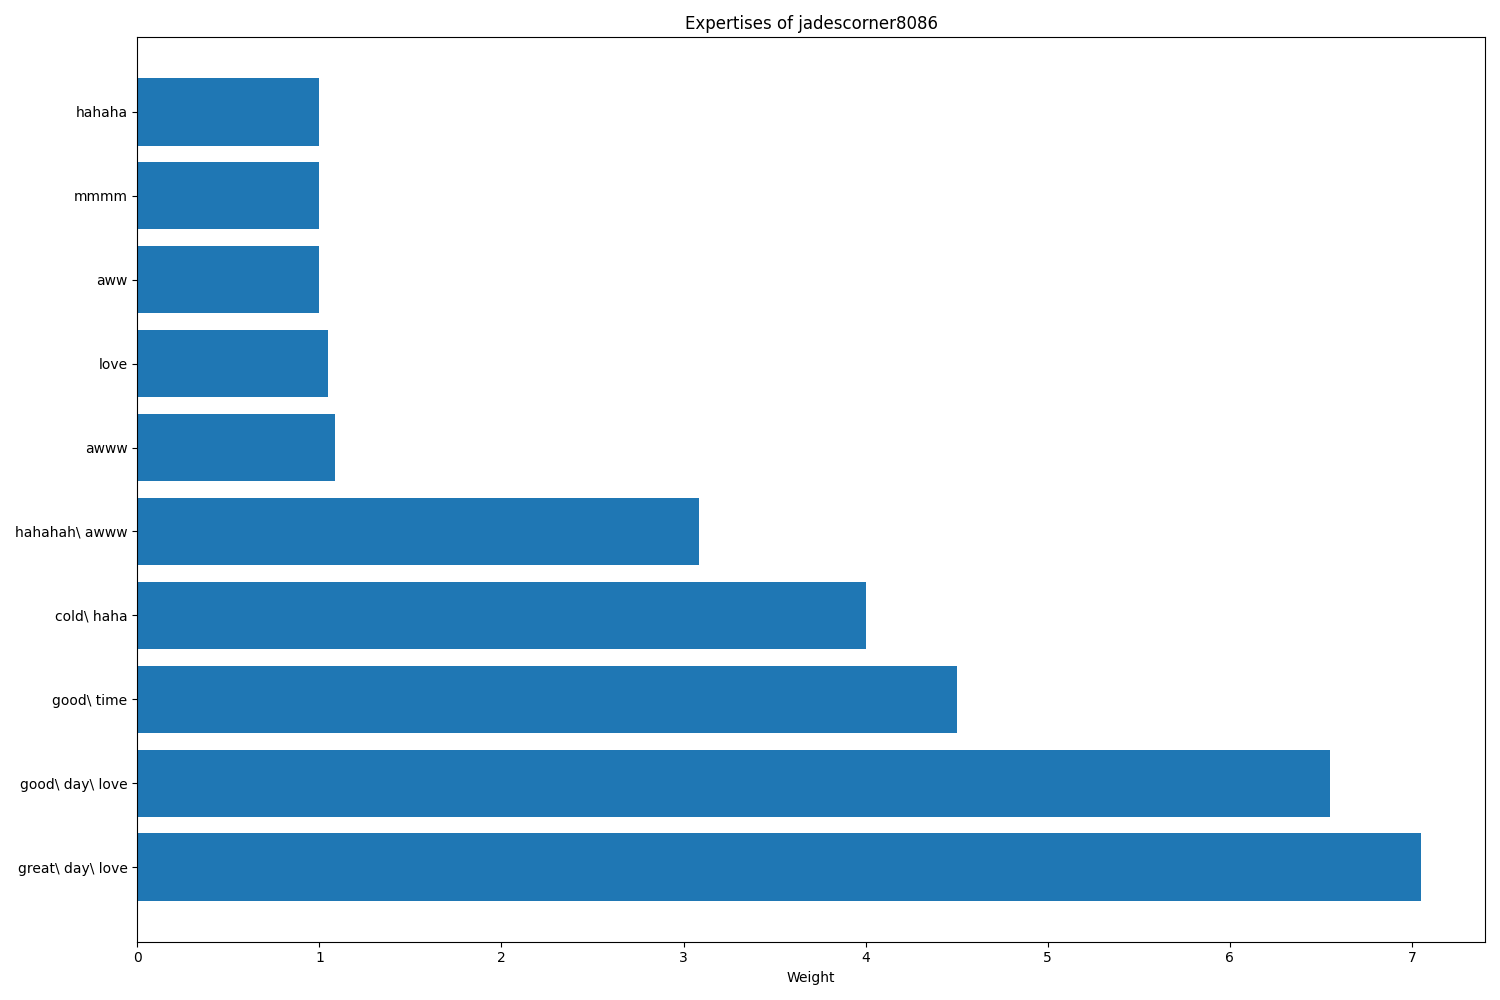 Expertises of jadescorner8086
hahaha
mmmm
aww
love
awww
hahahah\ awww
cold\ haha
good\ time
good\ day\ love
great\ day\ love
0 1 2 3 4 5 6 7
Weight